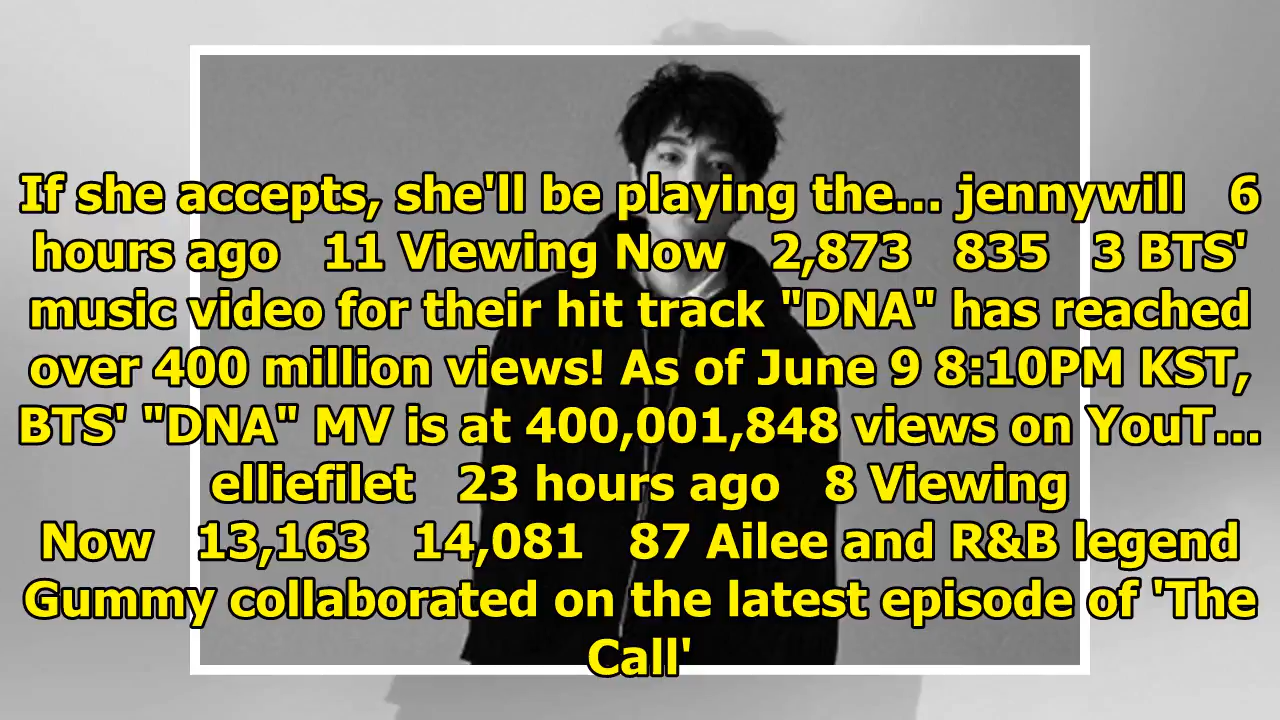 If she accepts, she'll be playing the... jennywill 6
hours ago 11 Viewing Now 2,873 835 3 BTS'
music video for their hit track "DNA" has reached
over 400 million views! As of June 9 8:10PM KST,
BTS' "DNA" MV is at 400,001,848 views on YouT...
elliefilet 23 hours ago 8 Viewing
Now 13,163 14,081 87 Ailee and R&B legend
Gummy collaborated on the latest episode of 'The
Call'